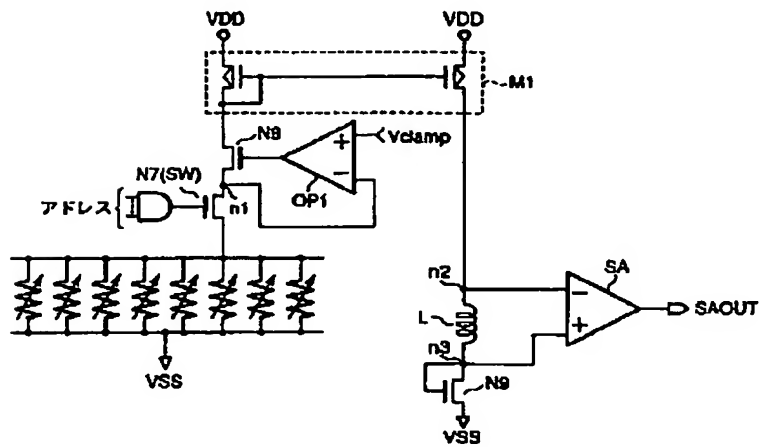 VDD
VDD
M1
N8
Vclamp
+
−
OP1
N7(SW)
n1
アドレス
n2
SA
−
+
SAOUT
L
n3
N9
VSS
VSS